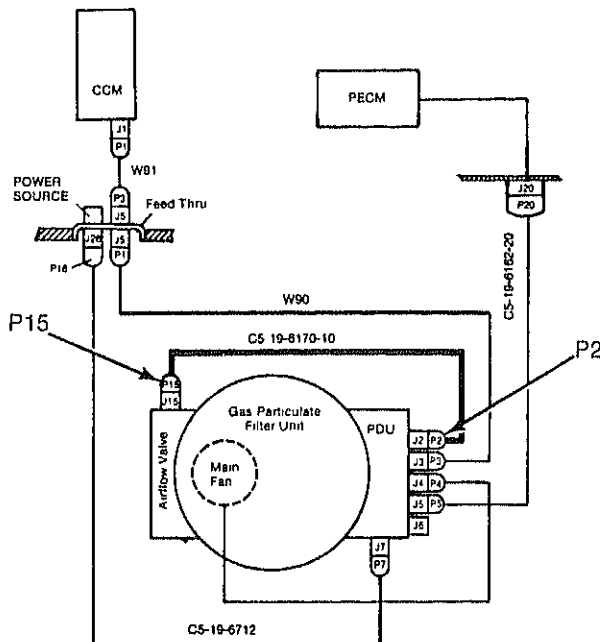 CCM
PECM
J1
P1
W91
POWER
SOURCE
P3
J5
Feed Thru
J20
P20
J28
J5
P18
P1
C5-19-6162-20
W90
P15
C5 19-6170-10
P2
P15
J15
Gas Particulate
Filter Unit
PDU
J2 P2
J3 P3
Airflow Valve
Main
Fan
J4 P4
J5 P5
J6
J7
P7
C5-19-6712